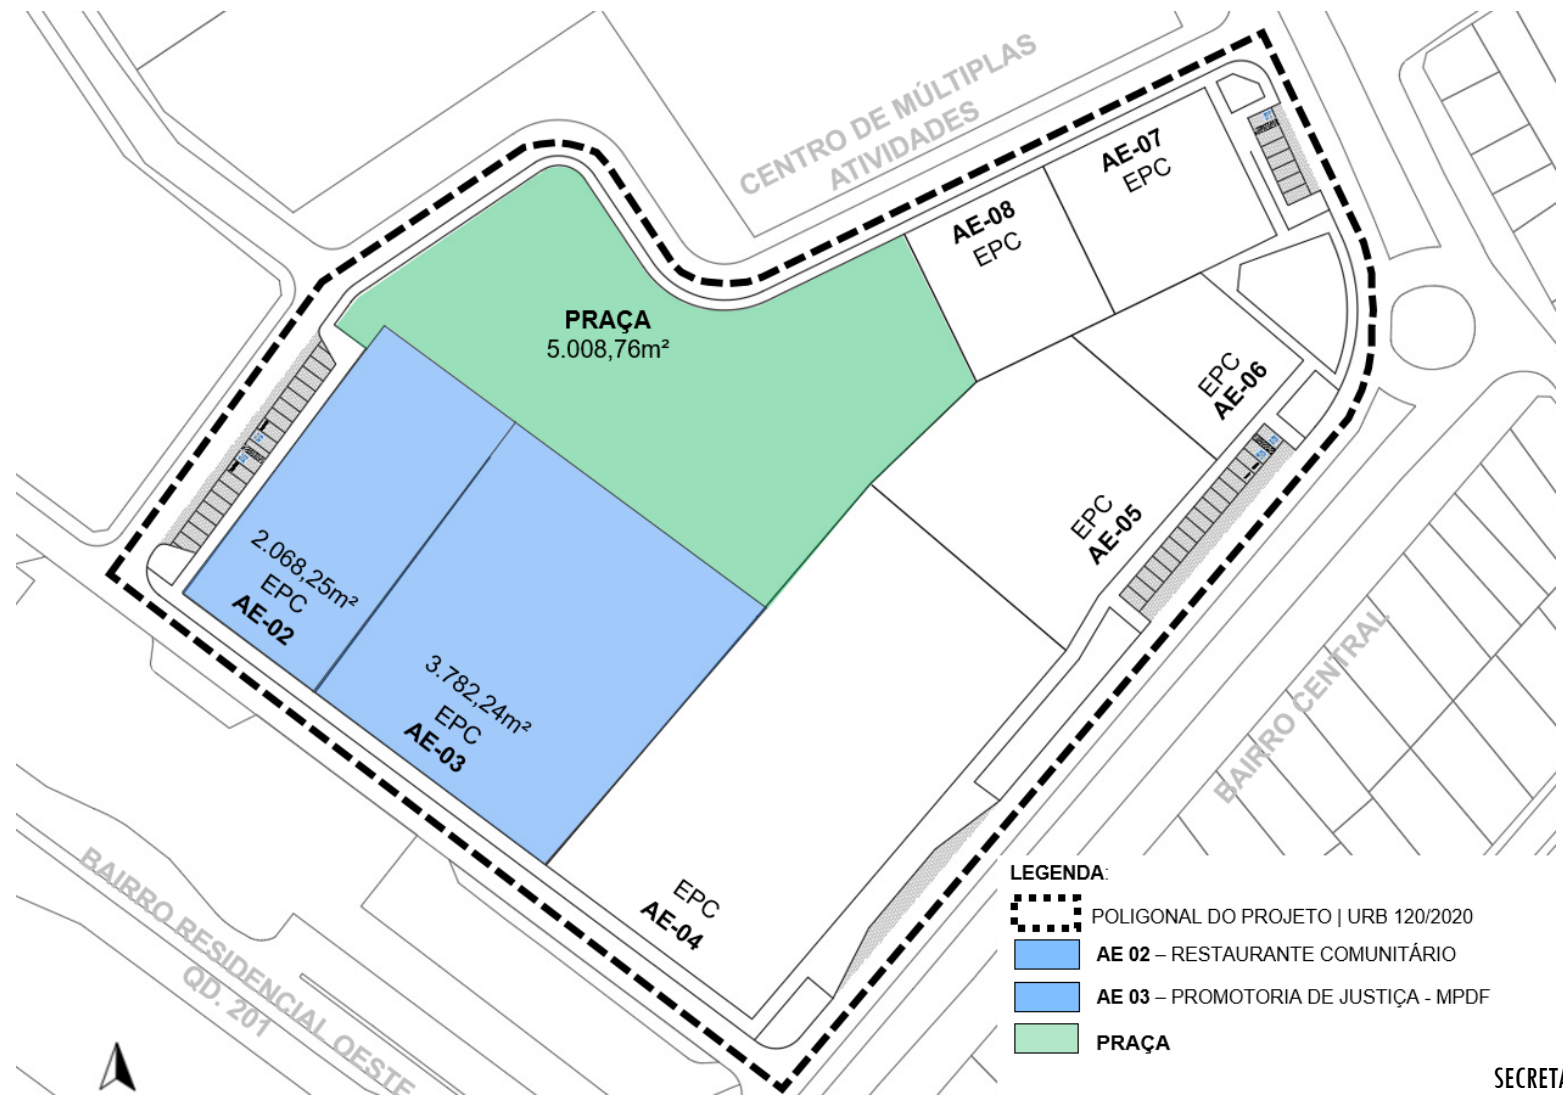 CENTRO DE MÚLTIPLAS
ATIVIDADES
AE-07
EPC
AE-08
EPC
PRAÇA
5.008,76m²
EPC
AE-06
EPC
AE-05
2.068,25m²
EPC
AE-02
3.782,24m²
EPC
AE-03
EPC
AE-04
BAIRRO CENTRAL
BAIRRO RESIDENCIAL OESTE
QD. 201
LEGENDA:
POLIGONAL DO PROJETO | URB 120/2020
AE 02 – RESTAURANTE COMUNITÁRIO
AE 03 – PROMOTORIA DE JUSTIÇA - MPDF
PRAÇA
SECRETA